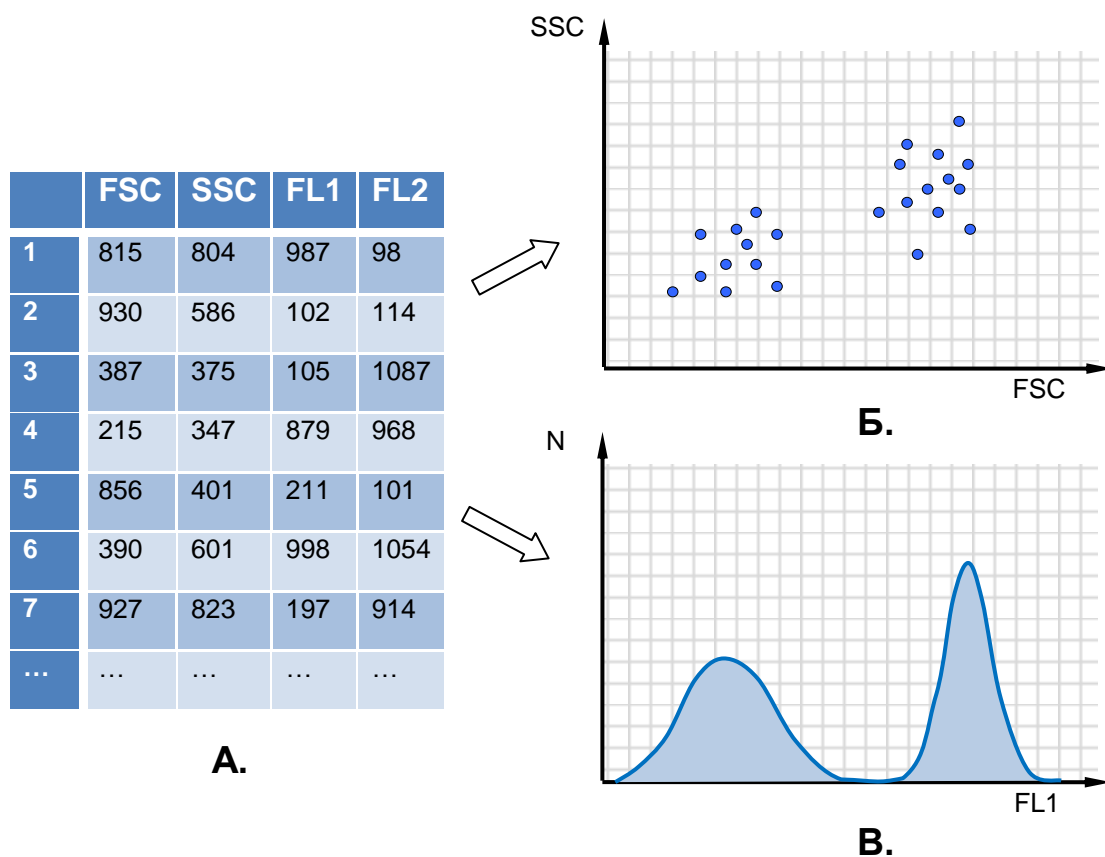 FSC SSC FL1 FL2
1 815 804 987 98
2 930 586 102 114
3 387 375 105 1087
4 215 347 879 968
5 856 401 211 101
6 390 601 998 1054
7 927 823 197 914
... ... ... ... ...
А.
SSC
FSC
Б.
N
FL1
В.